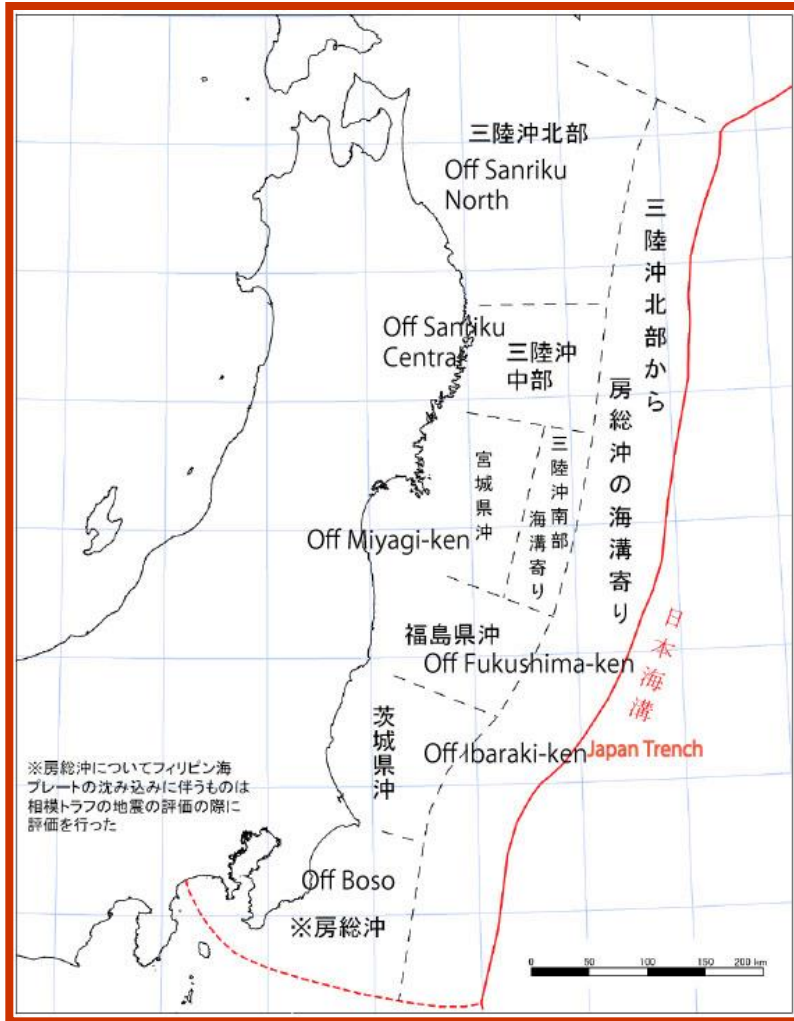 三陸沖北部
Off Sanriku
North
三陸沖北部から
房総沖の海溝寄り
Off Sanriku
Central
三陸沖
中部
宮城県沖
三陸沖南部
海溝寄り
Off Miyagi-ken
福島県沖
Off Fukushima-ken
日本海溝
Japan Trench
茨城県沖
Off Ibaraki-ken
※房総沖についてフィリピン海
プレートの沈み込みに伴うものは
相模トラフの地震の評価の際に
評価を行った
Off Boso
※房総沖
0 50 100 150 200 km